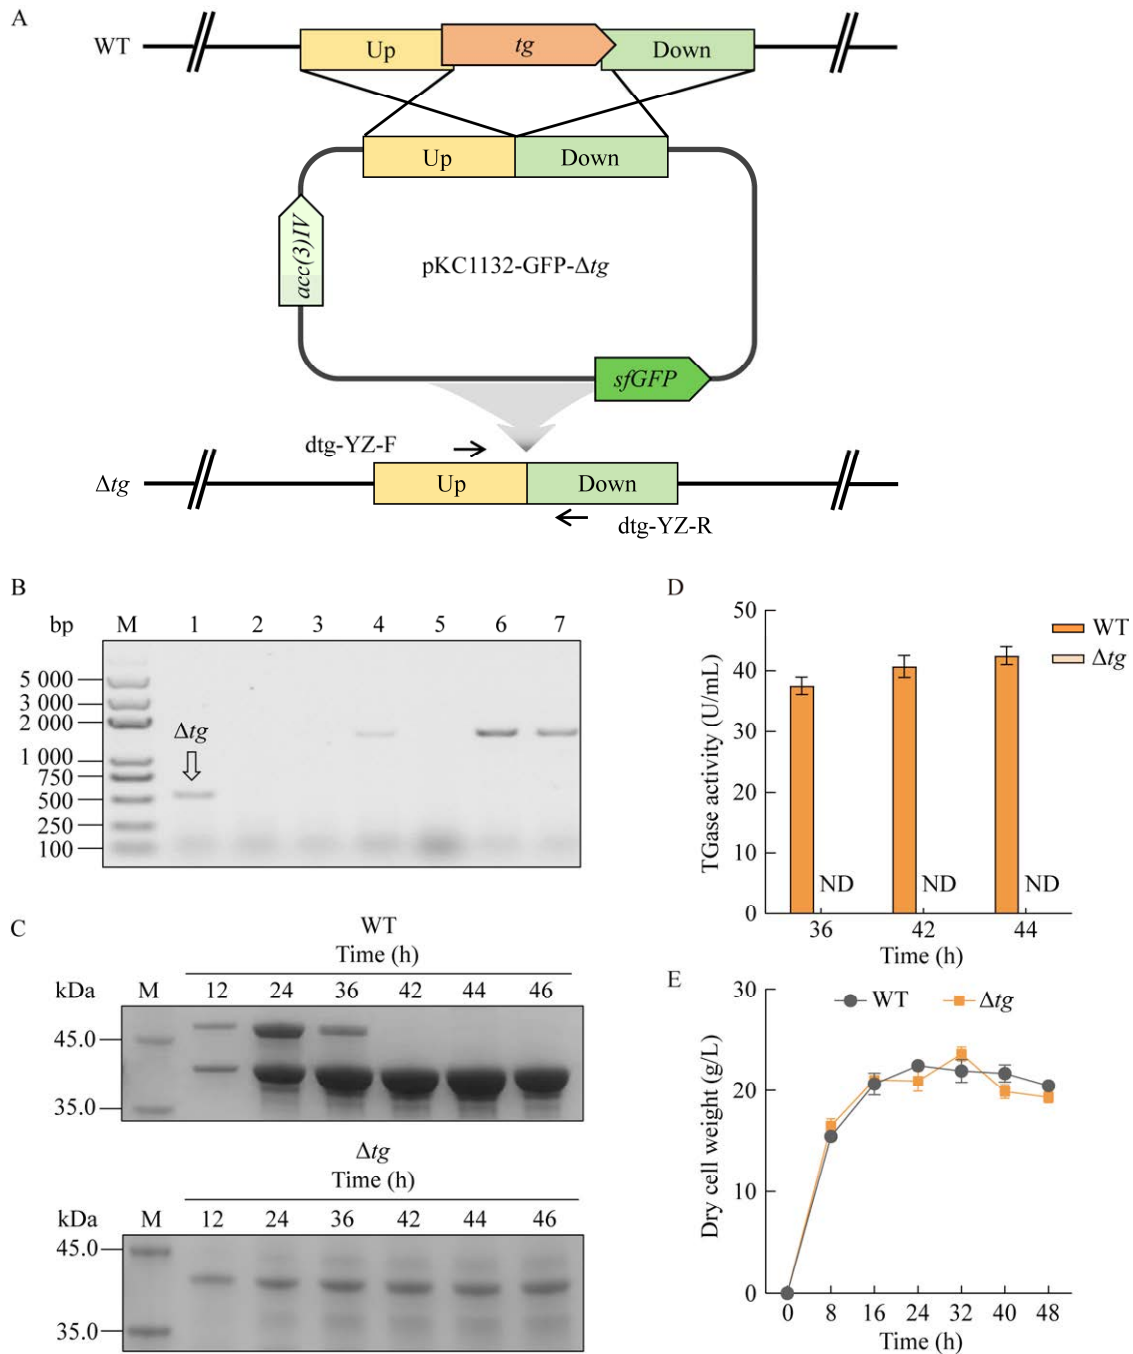 A
WT
Up
tg
Down
Up
Down
acc(3)IV
pKC1132-GFP-Δtg
sfGFP
dtg-YZ-F
Δtg
Up
Down
dtg-YZ-R
B
bp M 1 2 3 4 5 6 7
5 000
3 000
2 000
1 000
750
500
250
100
Δtg
C
WT
Time (h)
kDa M 12 24 36 42 44 46
45.0
35.0
Δtg
Time (h)
kDa M 12 24 36 42 44 46
45.0
35.0
D
TGase activity (U/mL)
50
40
30
20
10
0
ND ND ND
36 42 44
Time (h)
WT
Δtg
E
Dry cell weight (g/L)
30
20
10
0
WT Δtg
0 8 16 24 32 40 48
Time (h)